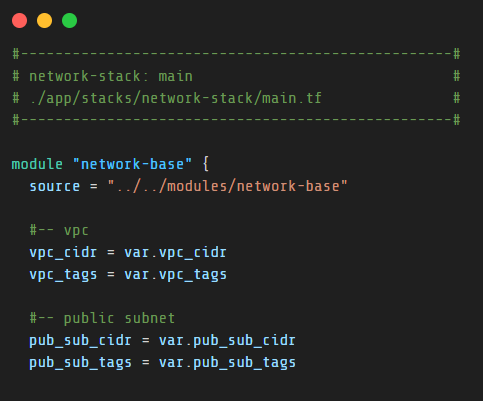 #--------------------------------------------------#
# network-stack: main                              #
# ./app/stacks/network-stack/main.tf               #
#--------------------------------------------------#
module "network-base" {
  source = "../../modules/network-base"
  #-- vpc
  vpc_cidr = var.vpc_cidr
  vpc_tags = var.vpc_tags
  #-- public subnet
  pub_sub_cidr = var.pub_sub_cidr
  pub_sub_tags = var.pub_sub_tags